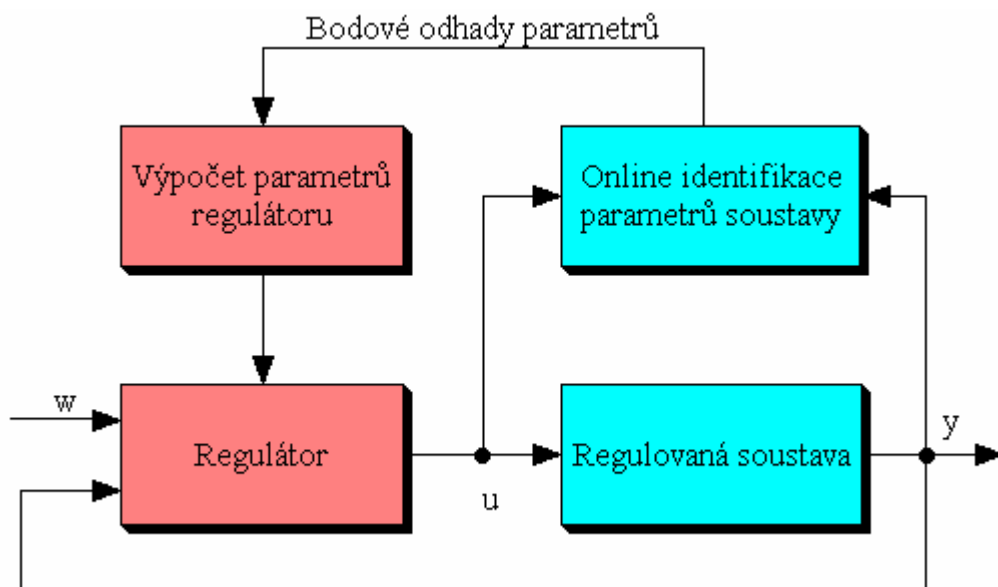 Bodové odhady parametrů
Výpočet parametrů
regulátoru
Online identifikace
parametrů soustavy
w
Regulátor
u
Regulovaná soustava
y